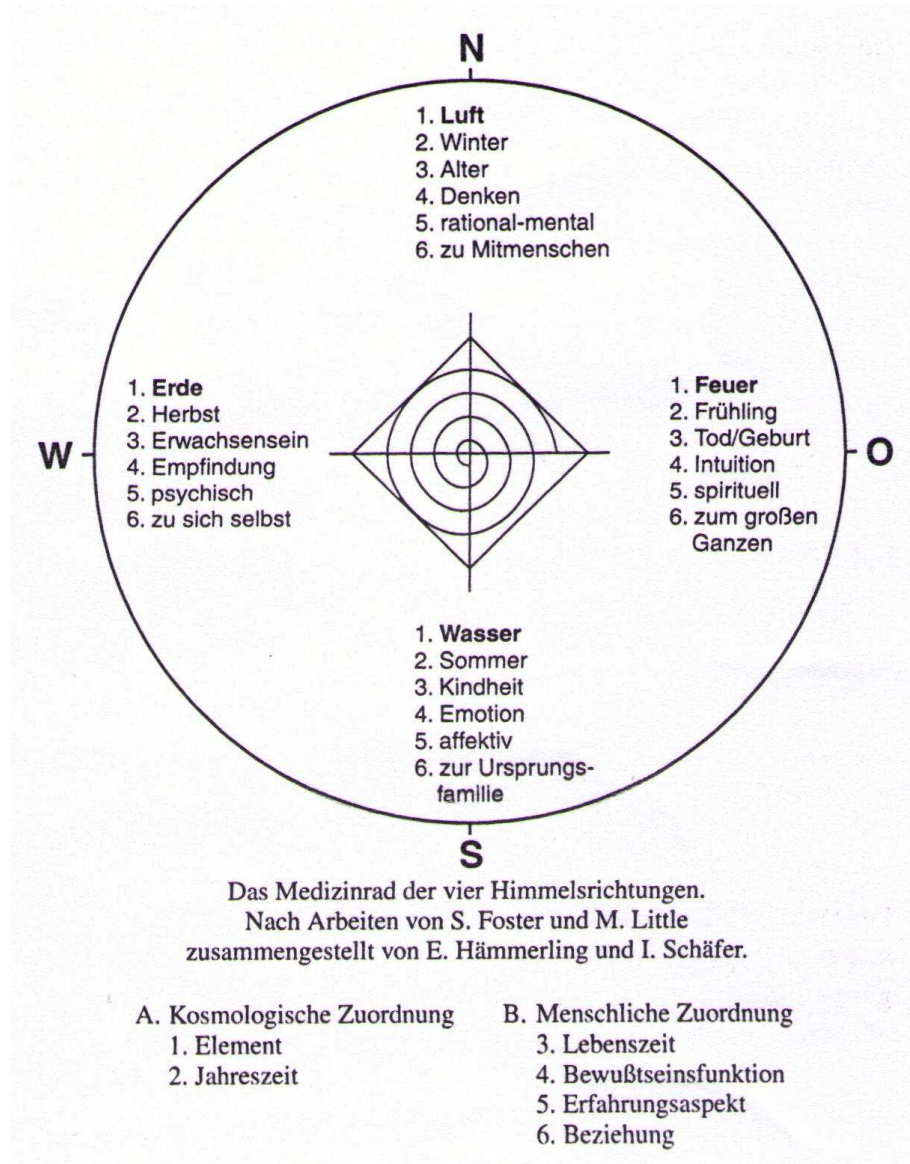 N
1. Luft
2. Winter
3. Alter
4. Denken
5. rational-mental
6. zu Mitmenschen
W
1. Erde
2. Herbst
3. Erwachsensein
4. Empfindung
5. psychisch
6. zu sich selbst
1. Feuer
2. Frühling
3. Tod/Geburt
4. Intuition
5. spirituell
6. zum großen
Ganzen
O
1. Wasser
2. Sommer
3. Kindheit
4. Emotion
5. affektiv
6. zur Ursprungs-
familie
S
Das Medizinrad der vier Himmelsrichtungen.
Nach Arbeiten von S. Foster und M. Little
zusammengestellt von E. Hämmerling und I. Schäfer.
A. Kosmologische Zuordnung
1. Element
2. Jahreszeit
B. Menschliche Zuordnung
3. Lebenszeit
4. Bewußtseinsfunktion
5. Erfahrungsaspekt
6. Beziehung